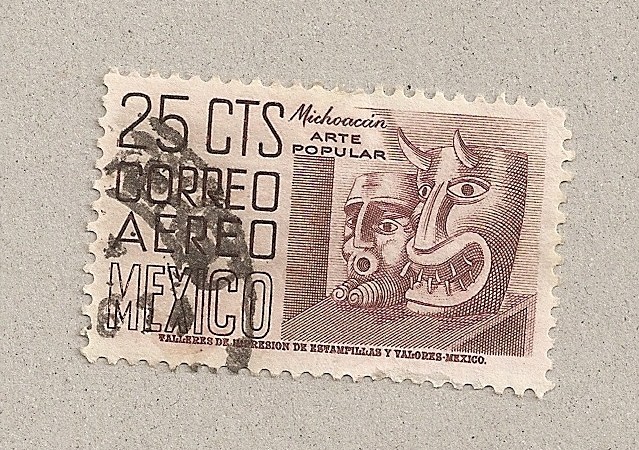 25 CTS
Michoacán
ARTE
POPULAR
CORREO
AEREO
MEXICO
TALLERES DE IMPRESION DE ESTAMPILLAS Y VALORES-MEXICO.